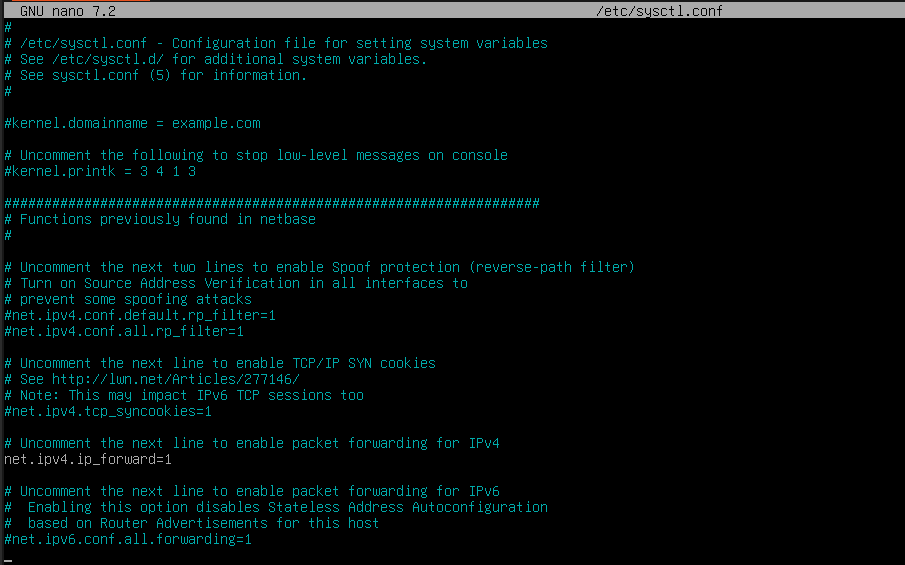 GNU nano 7.2 /etc/sysctl.conf
#
# /etc/sysctl.conf - Configuration file for setting system variables
# See /etc/sysctl.d/ for additional system variables.
# See sysctl.conf (5) for information.
#
#kernel.domainname = example.com
# Uncomment the following to stop low-level messages on console
#kernel.printk = 3 4 1 3
###################################################################
# Functions previously found in netbase
#
# Uncomment the next two lines to enable Spoof protection (reverse-path filter)
# Turn on Source Address Verification in all interfaces to
# prevent some spoofing attacks
#net.ipv4.conf.default.rp_filter=1
#net.ipv4.conf.all.rp_filter=1
# Uncomment the next line to enable TCP/IP SYN cookies
# See http://lwn.net/Articles/277146/
# Note: This may impact IPv6 TCP sessions too
#net.ipv4.tcp_syncookies=1
# Uncomment the next line to enable packet forwarding for IPv4
net.ipv4.ip_forward=1
# Uncomment the next line to enable packet forwarding for IPv6
#  Enabling this option disables Stateless Address Autoconfiguration
#  based on Router Advertisements for this host
#net.ipv6.conf.all.forwarding=1